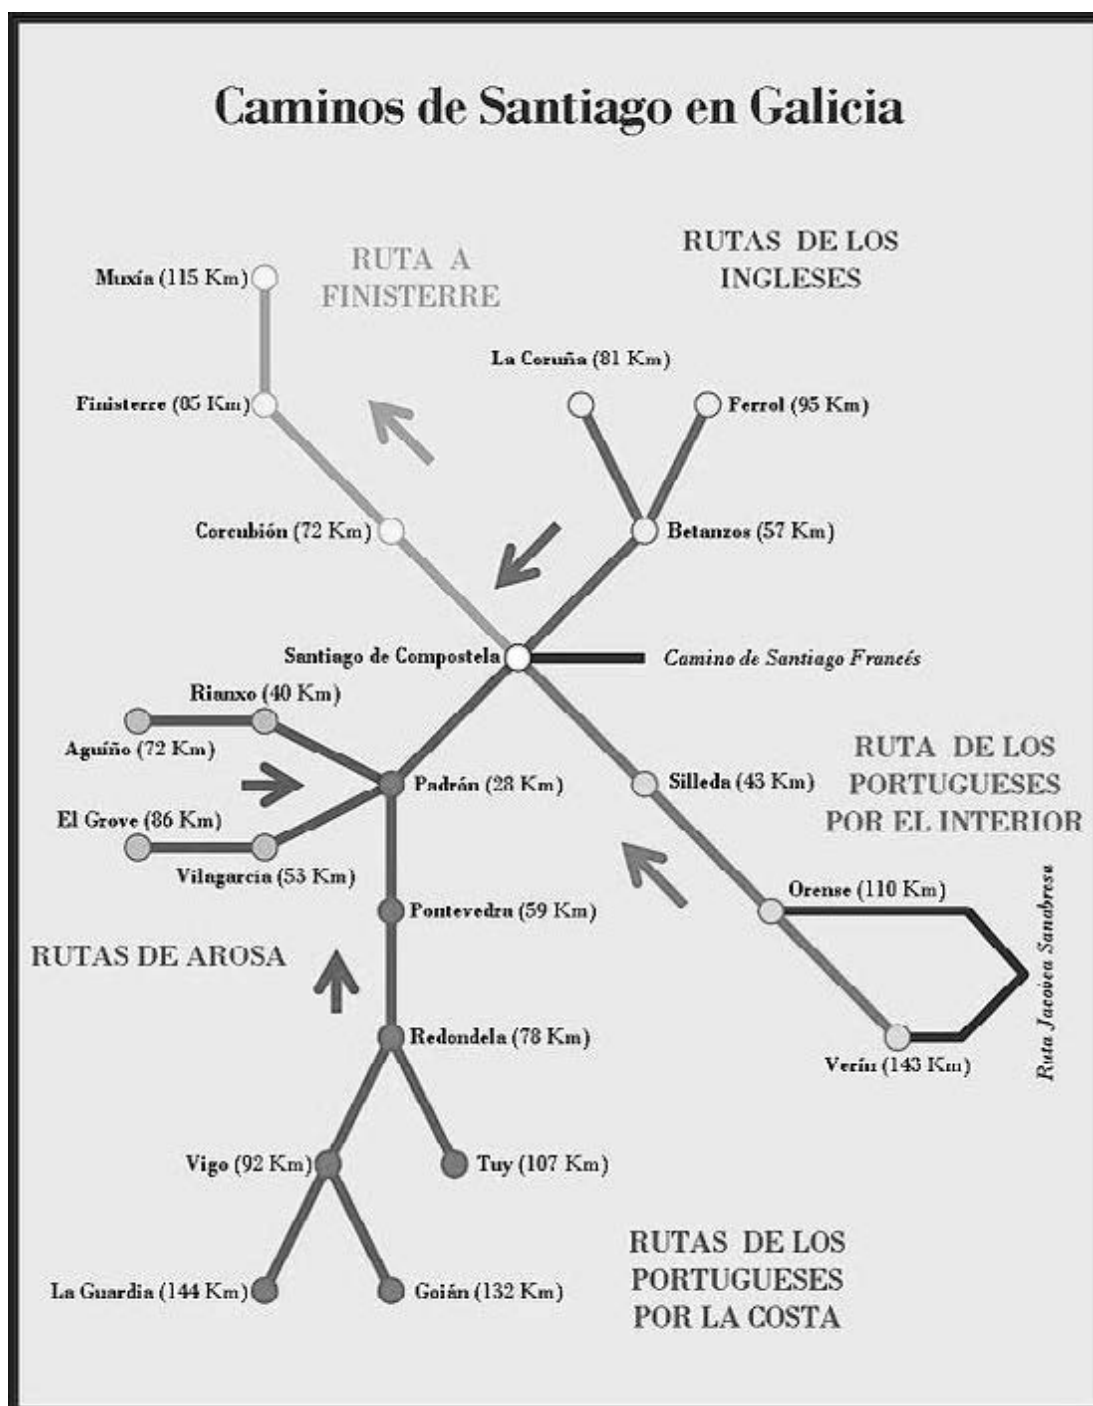 Caminos de Santiago en Galicia
RUTA A
FINISTERRE
RUTAS DE LOS
INGLESES
Muxía (115 Km)
La Coruña (81 Km)
Finisterre (85 Km)
Ferrol (95 Km)
Corcubión (72 Km)
Betanzos (57 Km)
Santiago de Compostela
Camino de Santiago Francés
Rianxo (40 Km)
Aguíño (72 Km)
RUTA DE LOS
PORTUGUESES
POR EL INTERIOR
Padrón (28 Km)
Silleda (43 Km)
El Grove (86 Km)
Vilagarcía (53 Km)
Orense (110 Km)
Pontevedra (59 Km)
RUTAS DE AROSA
Ruta Jacobea Sanabresa
Redondela (78 Km)
Verín (143 Km)
Vigo (92 Km)
Tuy (107 Km)
RUTAS DE LOS
PORTUGUESES
POR LA COSTA
La Guardia (144 Km)
Goián (132 Km)